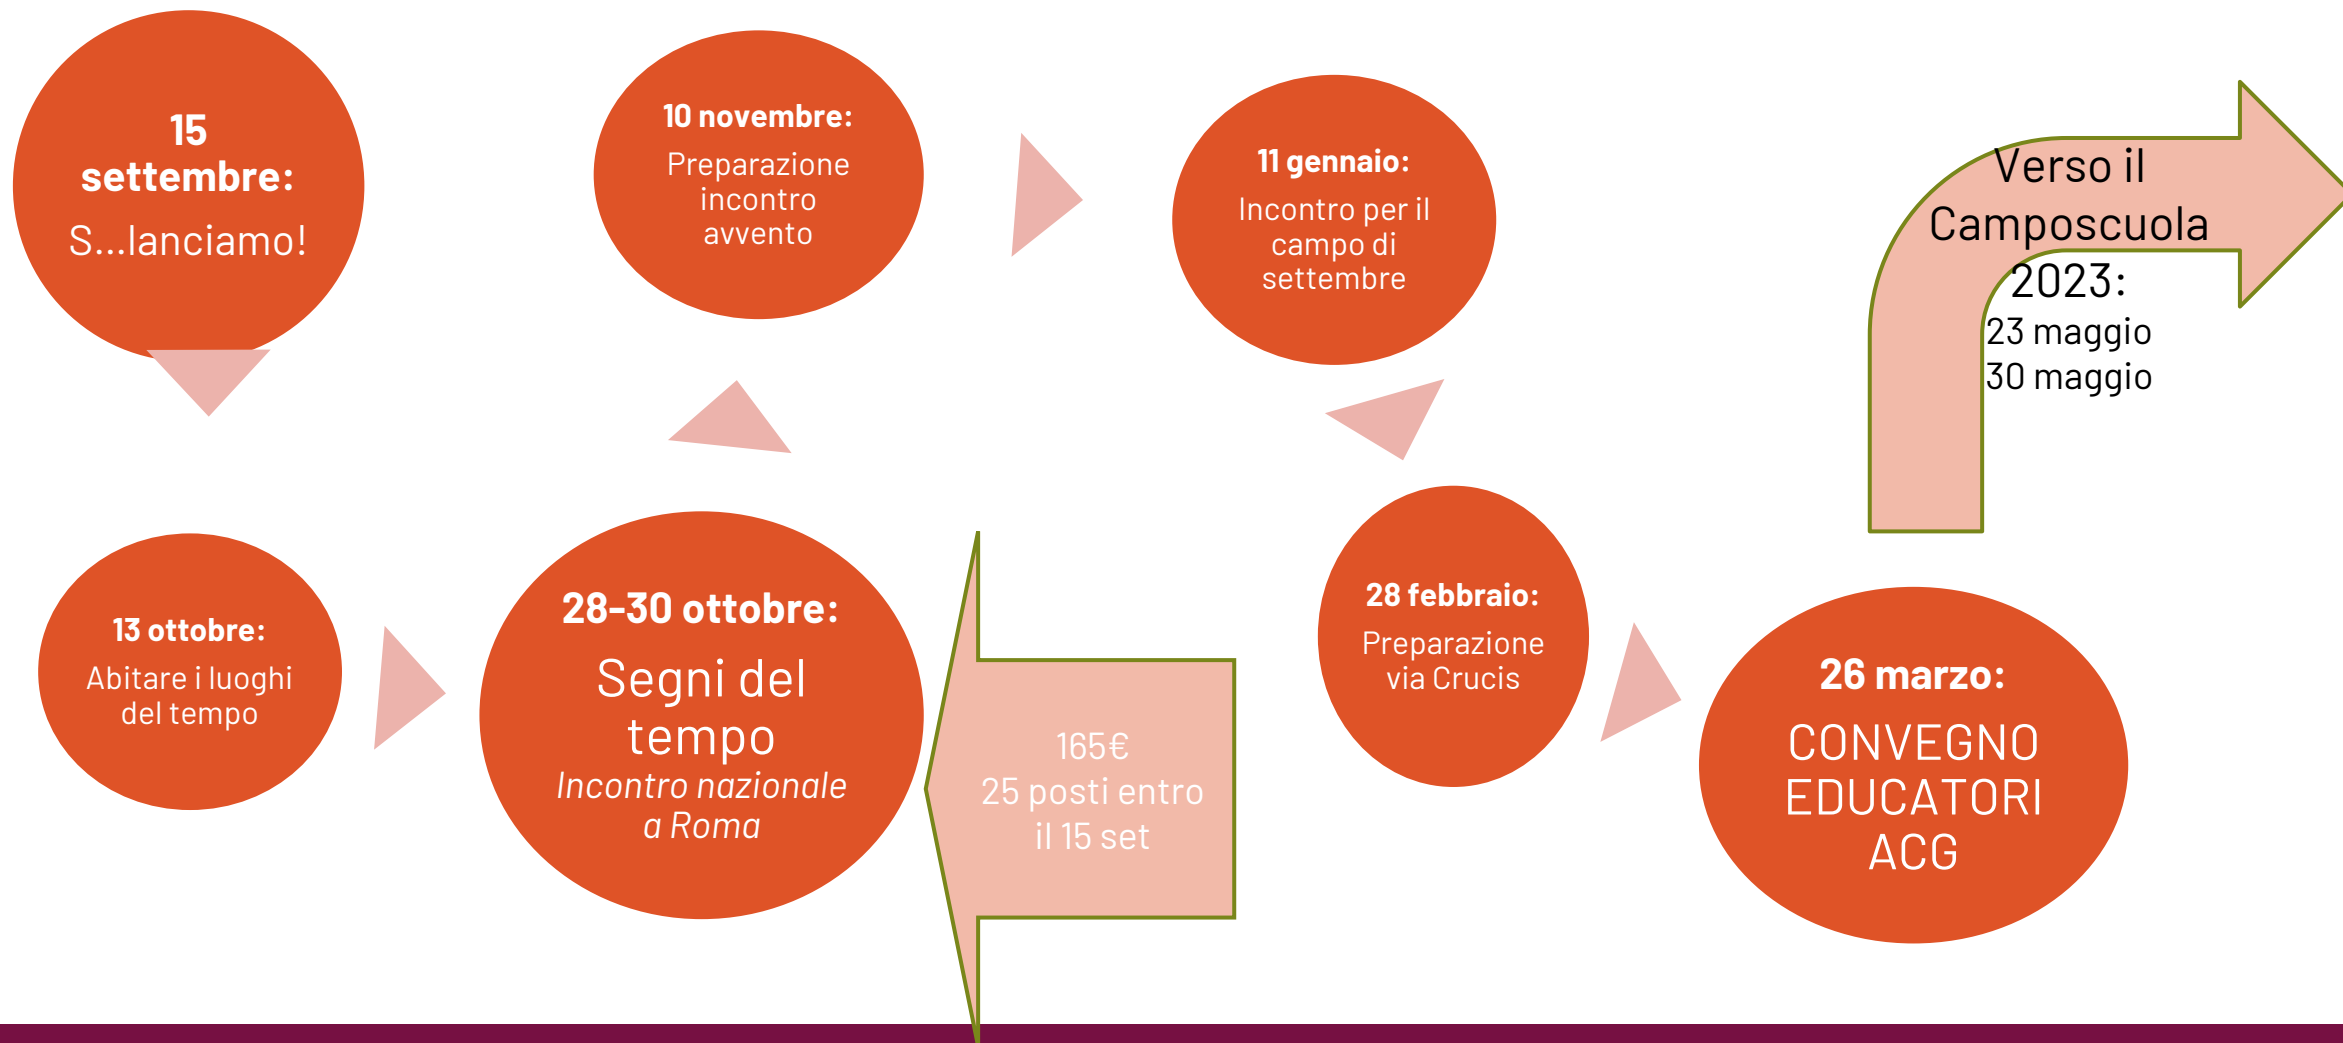 15
settembre:
S...lanciamo!
13 ottobre:
Abitare i luoghi
del tempo
28-30 ottobre:
Segni del
tempo
Incontro nazionale
a Roma
165€
25 posti entro
il 15 set
10 novembre:
Preparazione
incontro
avvento
11 gennaio:
Incontro per il
campo di
settembre
28 febbraio:
Preparazione
via Crucis
26 marzo:
CONVEGNO
EDUCATORI
ACG
Verso il
Camposcuola
2023:
23 maggio
30 maggio